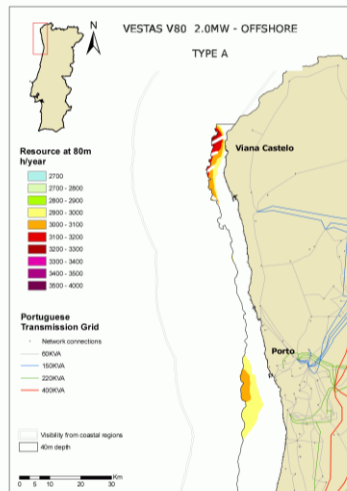 N
VESTAS V80 2.0MW - OFFSHORE
TYPE A
Viana Castelo
Resource at 80m
h/year
2700
2700 - 2800
2800 - 2900
2900 - 3000
3000 - 3100
3100 - 3200
3200 - 3300
3300 - 3400
3400 - 3500
3500 - 4000
Portuguese
Transmission Grid
Network connections
60KVA
150KVA
220KVA
400KVA
Porto
Visibility from coastal regions
40m depth
0 5 10 20 30 Km